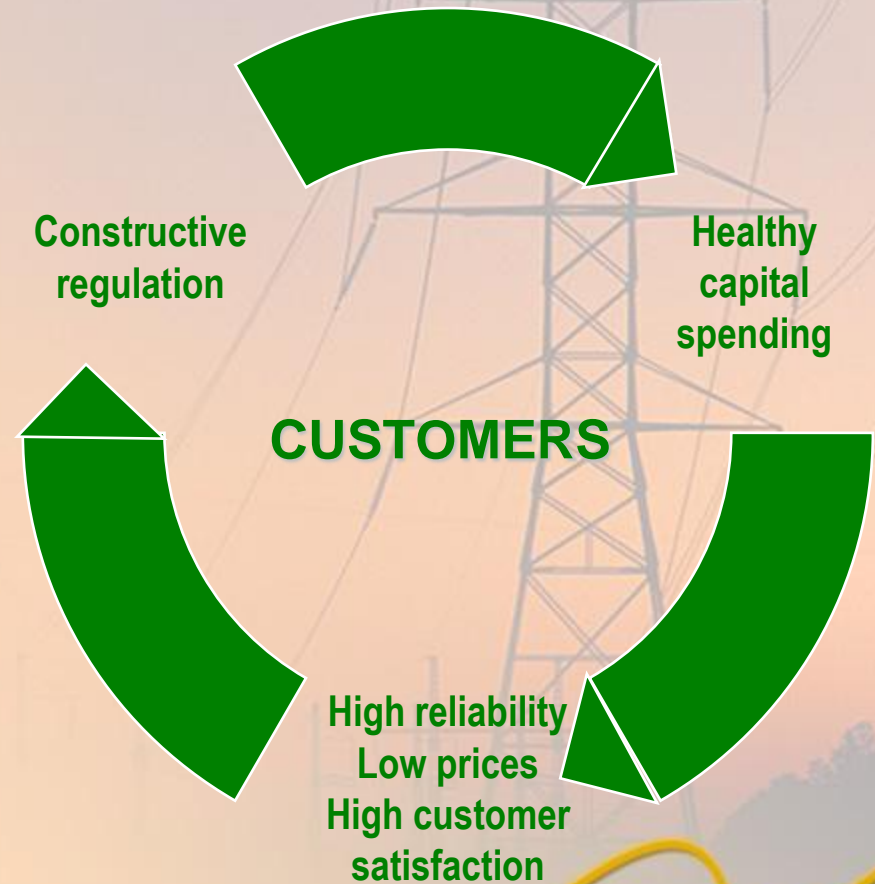 Constructive
regulation
Healthy
capital
spending
CUSTOMERS
High reliability
Low prices
High customer
satisfaction